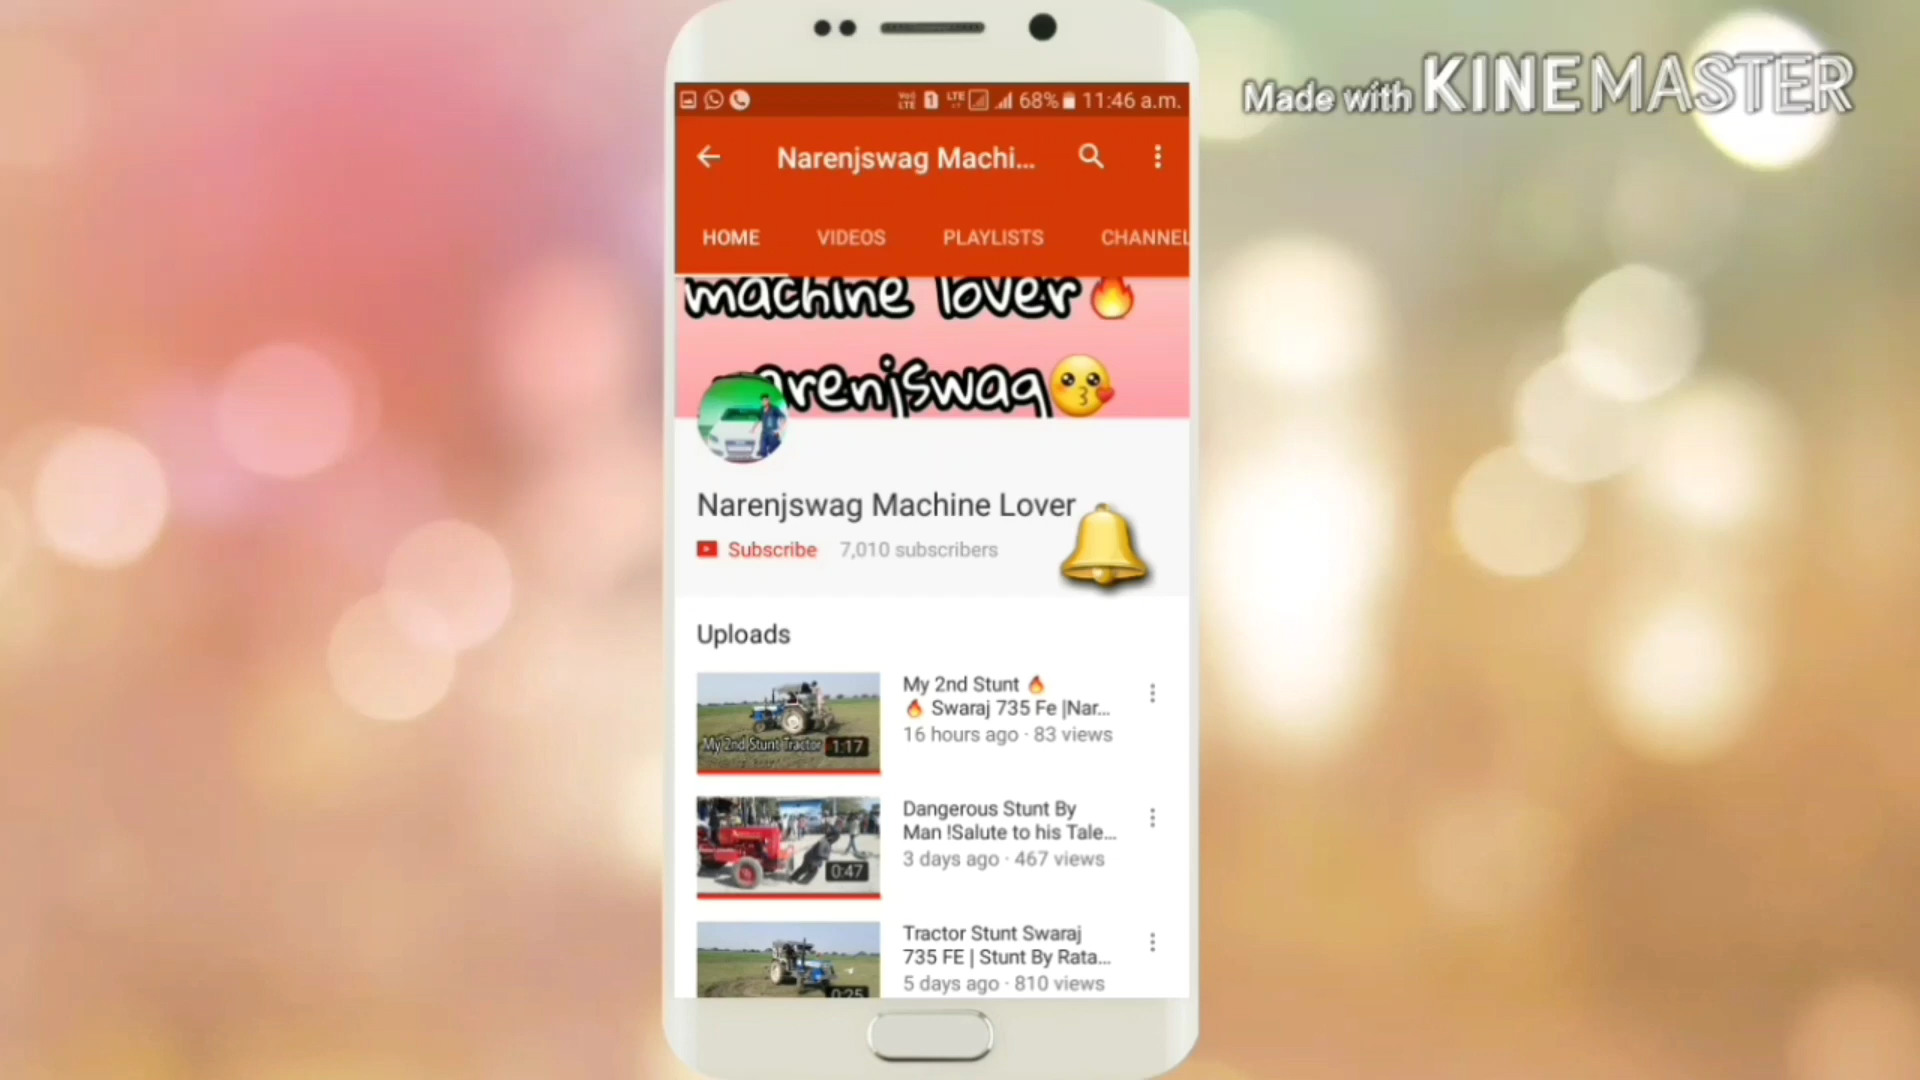 Made with KINEMASTER
68% 11:46 a.m.
Narenjswag Machi...
HOME VIDEOS PLAYLISTS CHANNEL
machine lover🔥
arenjswag😘
Narenjswag Machine Lover
Subscribe 7,010 subscribers
Uploads
My 2nd Stunt 🔥
🔥 Swaraj 735 Fe |Nar...
16 hours ago · 83 views
My 2nd Stunt Tractor 1:17
Dangerous Stunt By
Man !Salute to his Tale...
3 days ago · 467 views
0:47
Tractor Stunt Swaraj
735 FE | Stunt By Rata...
5 days ago · 810 views
0:25